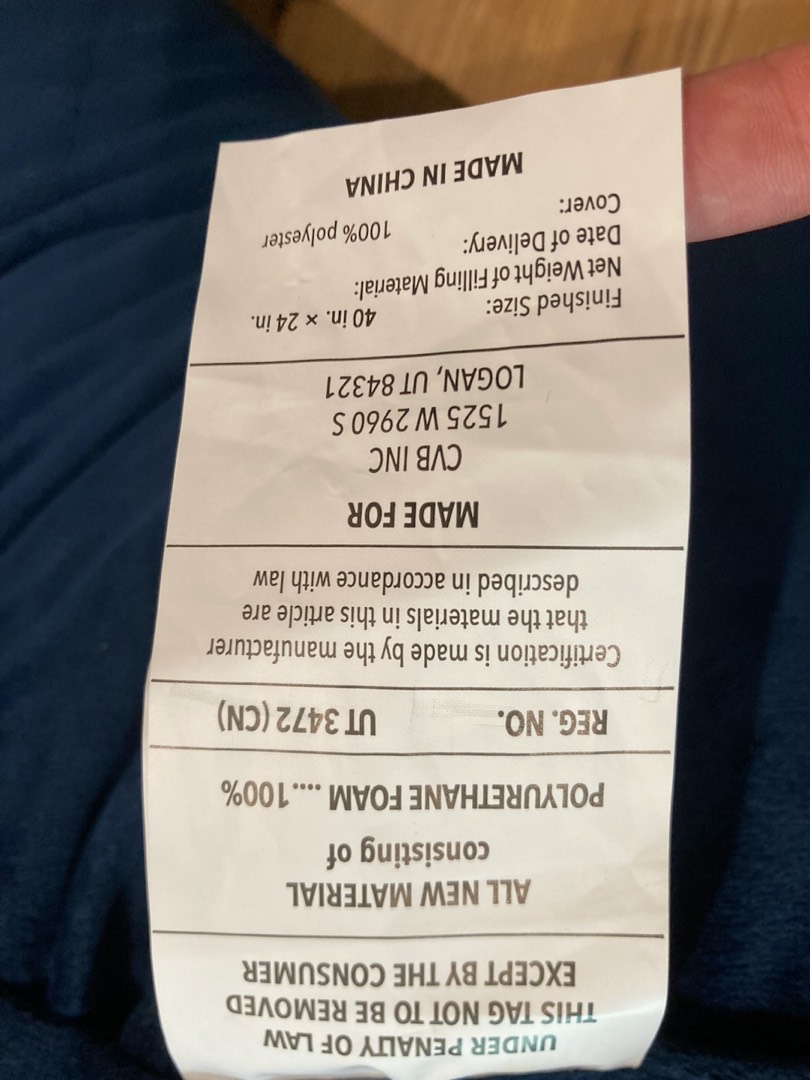 UNDER PENALTY OF LAW
THIS TAG NOT TO BE REMOVED
EXCEPT BY THE CONSUMER
ALL NEW MATERIAL
consisting of
POLYURETHANE FOAM ....100%
REG. NO. UT 3472 (CN)
Certification is made by the manufacturer
that the materials in this article are
described in accordance with law
MADE FOR
CVB INC
1525 W 2960 S
LOGAN, UT 84321
Finished Size: 40 in. × 24 in.
Net Weight of Filling Material:
Date of Delivery:
Cover: 100% polyester
MADE IN CHINA